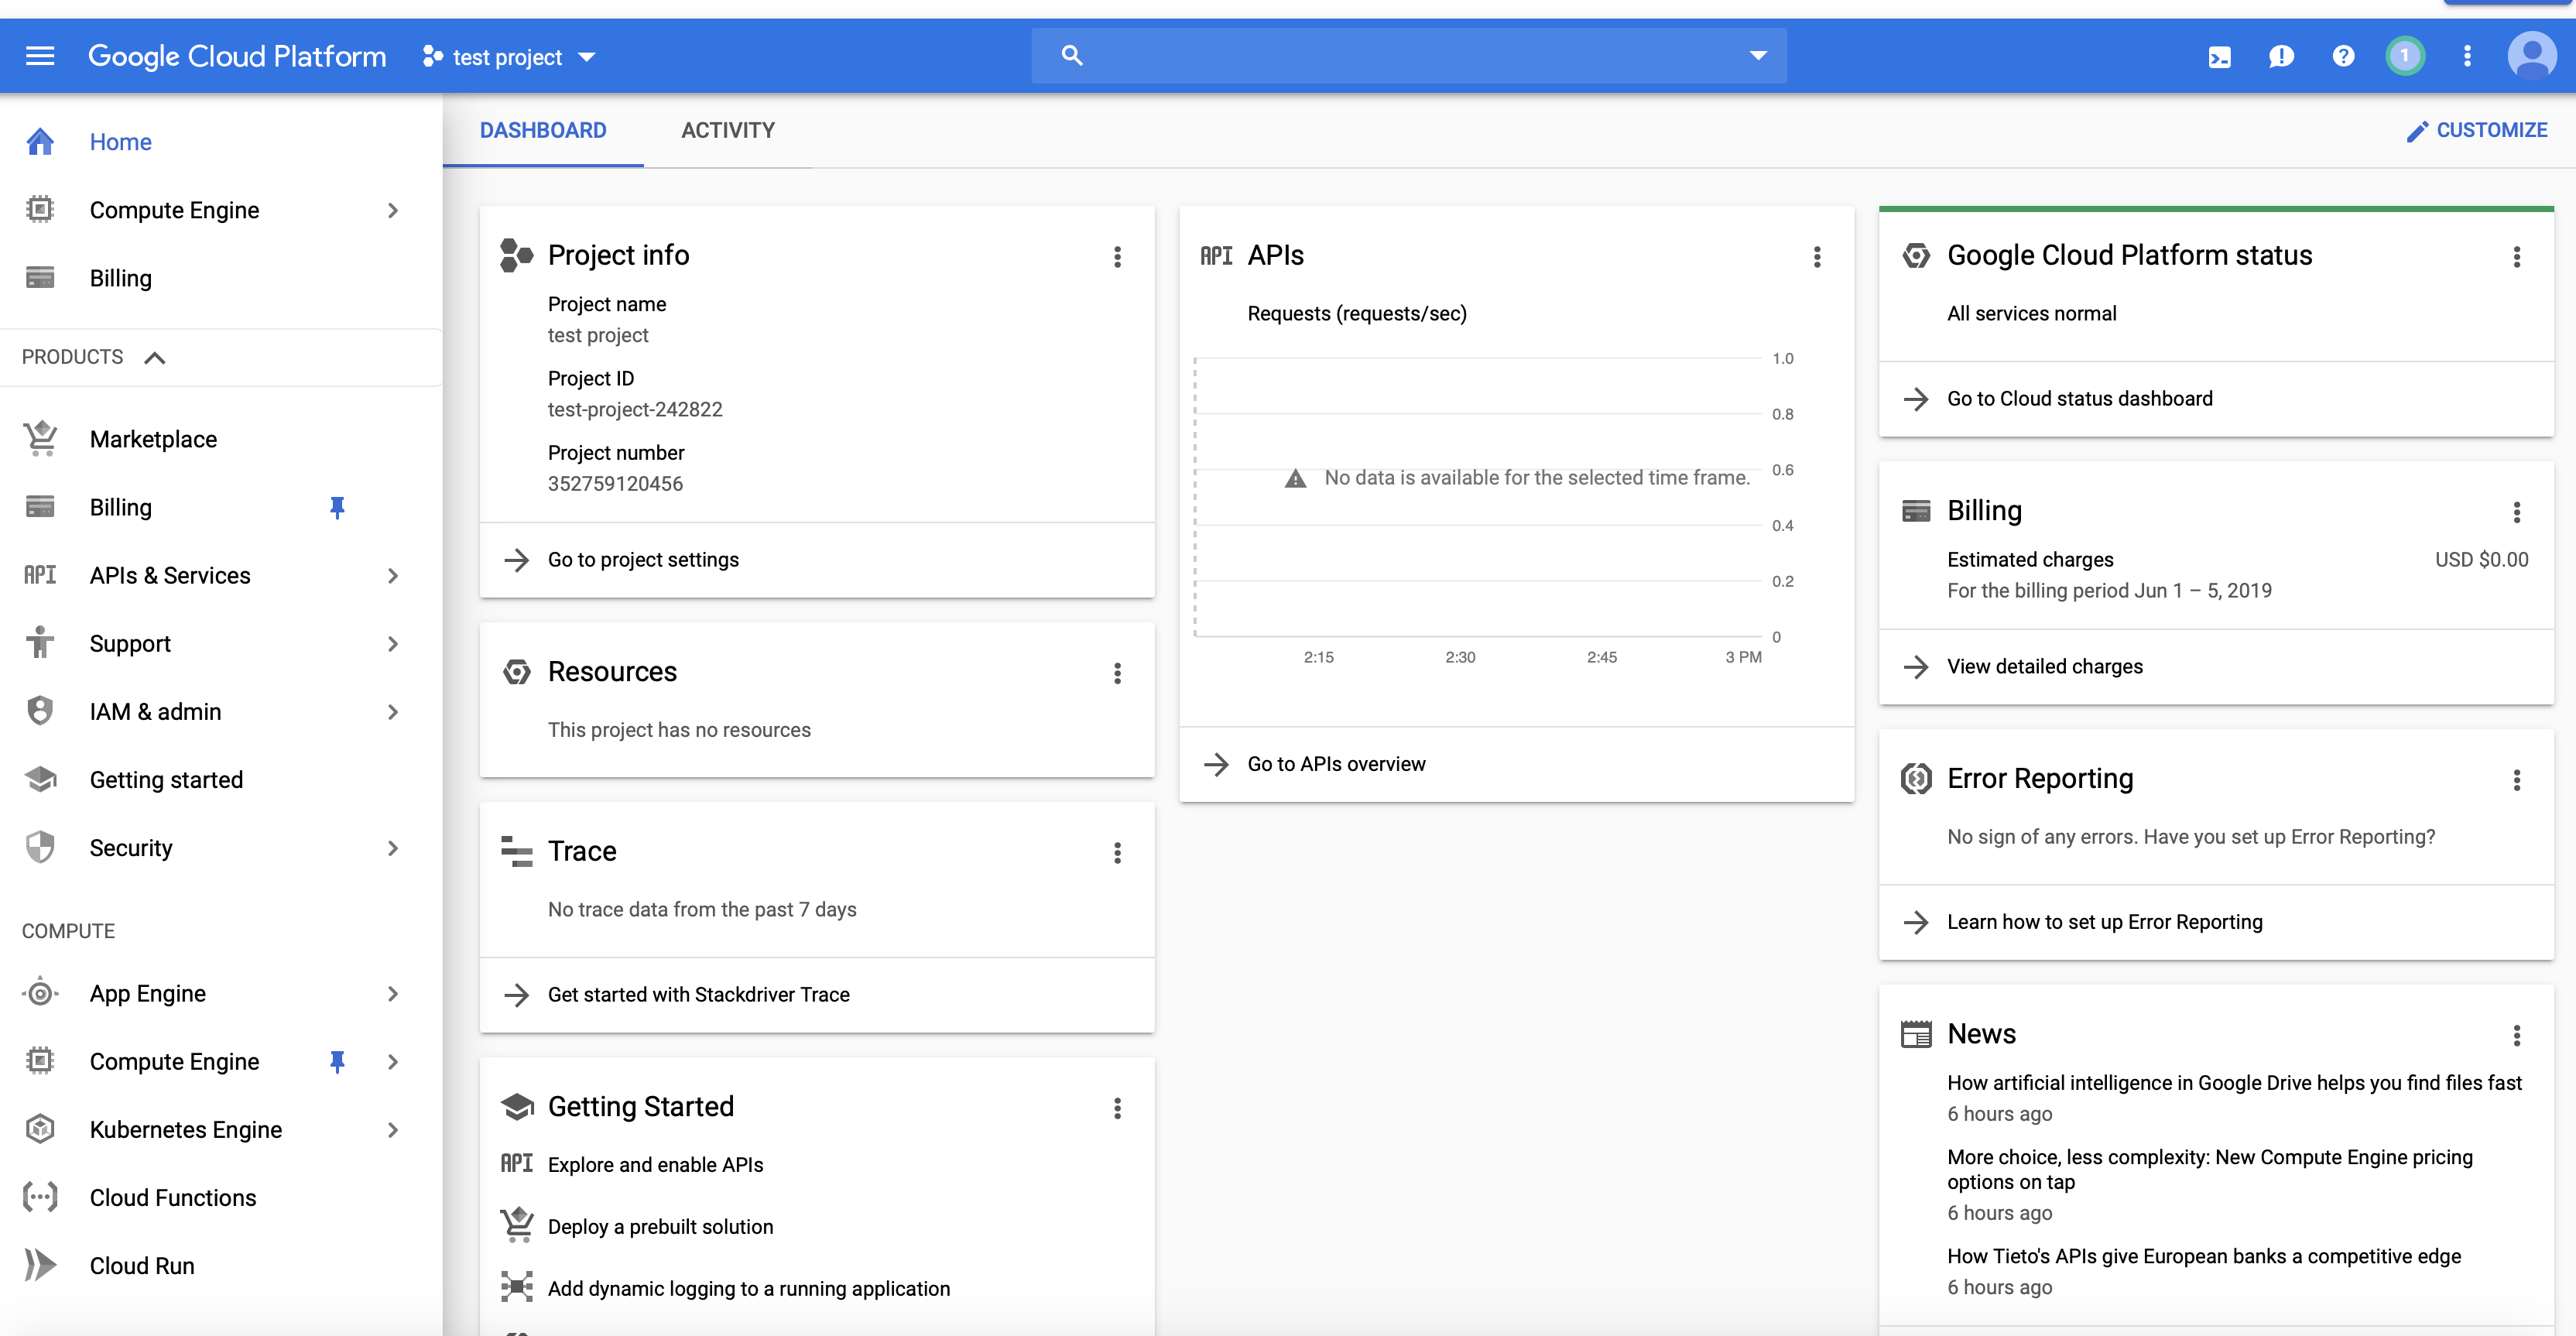 Google Cloud Platform
test project
1
Home
Compute Engine
Billing
PRODUCTS
Marketplace
Billing
API
APIs & Services
Support
IAM & admin
Getting started
Security
COMPUTE
App Engine
Compute Engine
Kubernetes Engine
Cloud Functions
Cloud Run
DASHBOARD
ACTIVITY
CUSTOMIZE
Project info
Project name
test project
Project ID
test-project-242822
Project number
352759120456
Go to project settings
Resources
This project has no resources
Trace
No trace data from the past 7 days
Get started with Stackdriver Trace
Getting Started
API
Explore and enable APIs
Deploy a prebuilt solution
Add dynamic logging to a running application
API
APIs
Requests (requests/sec)
1.0
0.8
No data is available for the selected time frame.
0.6
0.4
0.2
0
2:15
2:30
2:45
3 PM
Go to APIs overview
Google Cloud Platform status
All services normal
Go to Cloud status dashboard
Billing
Estimated charges
USD $0.00
For the billing period Jun 1 – 5, 2019
View detailed charges
Error Reporting
No sign of any errors. Have you set up Error Reporting?
Learn how to set up Error Reporting
News
How artificial intelligence in Google Drive helps you find files fast
6 hours ago
More choice, less complexity: New Compute Engine pricing
options on tap
6 hours ago
How Tieto's APIs give European banks a competitive edge
6 hours ago